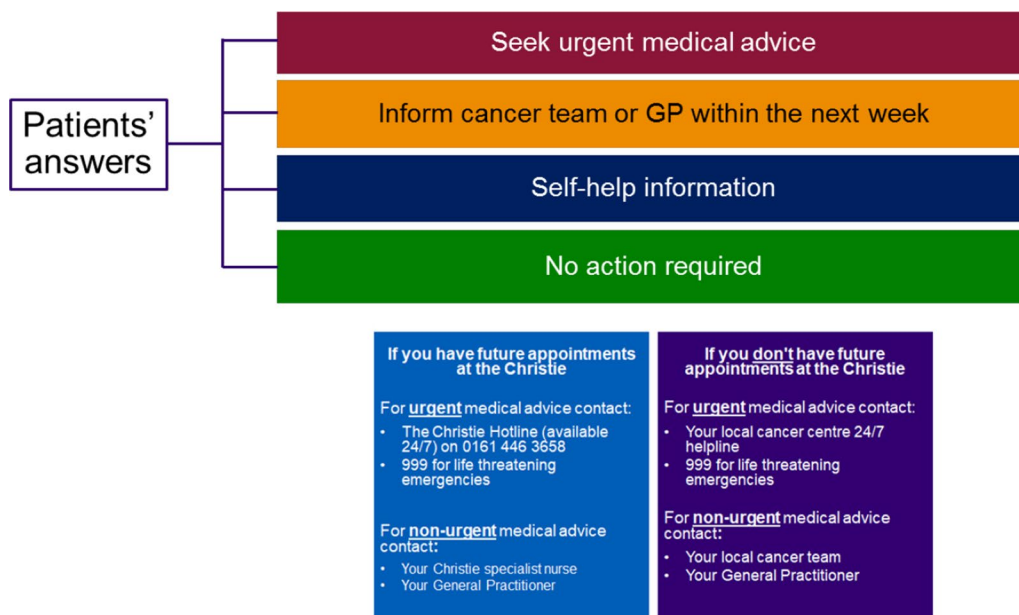 Patients'
answers
Seek urgent medical advice
Inform cancer team or GP within the next week
Self-help information
No action required
If you have future appointments
at the Christie
For urgent medical advice contact:
• The Christie Hotline (available
24/7) on 0161 446 3658
• 999 for life threatening
emergencies
For non-urgent medical advice
contact:
• Your Christie specialist nurse
• Your General Practitioner
If you don't have future
appointments at the Christie
For urgent medical advice contact:
• Your local cancer centre 24/7
helpline
• 999 for life threatening
emergencies
For non-urgent medical advice
contact:
• Your local cancer team
• Your General Practitioner